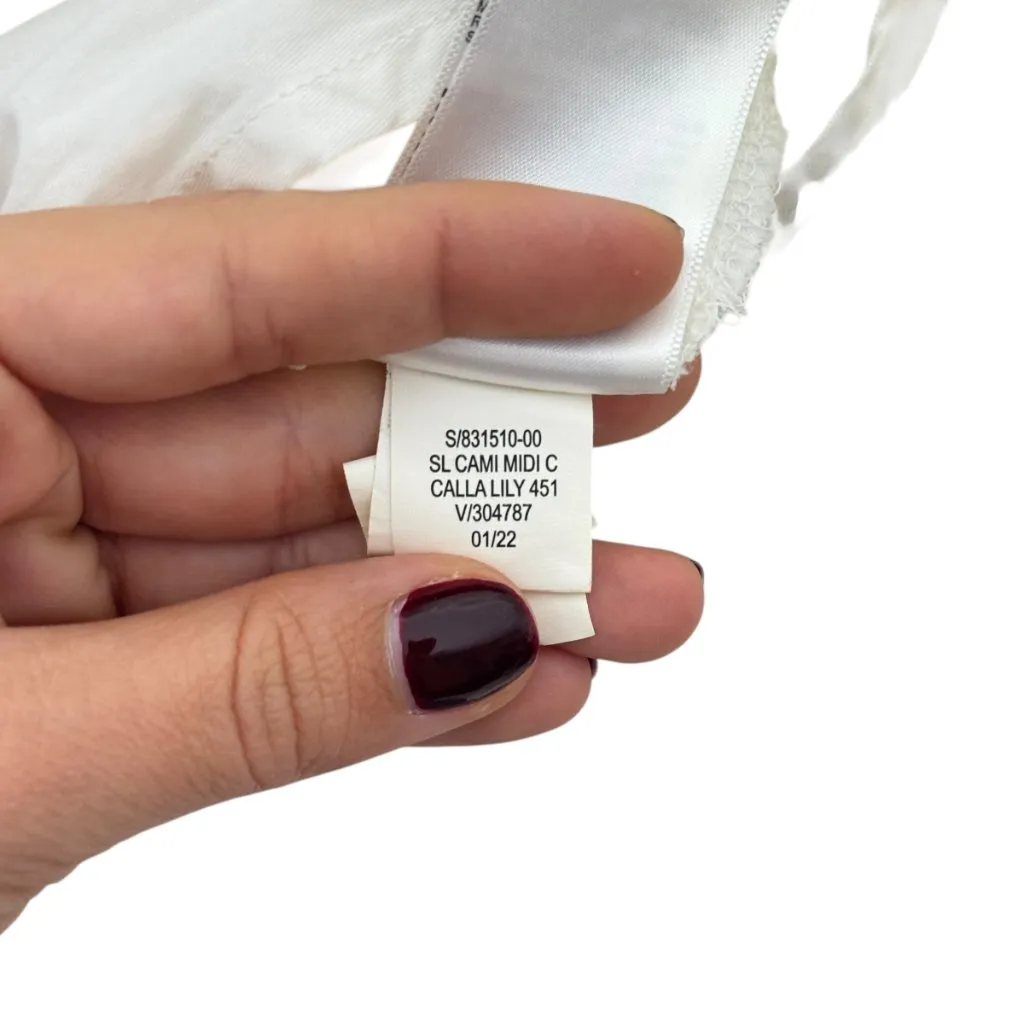 S/831510-00
SL CAMI MIDI C
CALLA LILY 451
V/304787
01/22